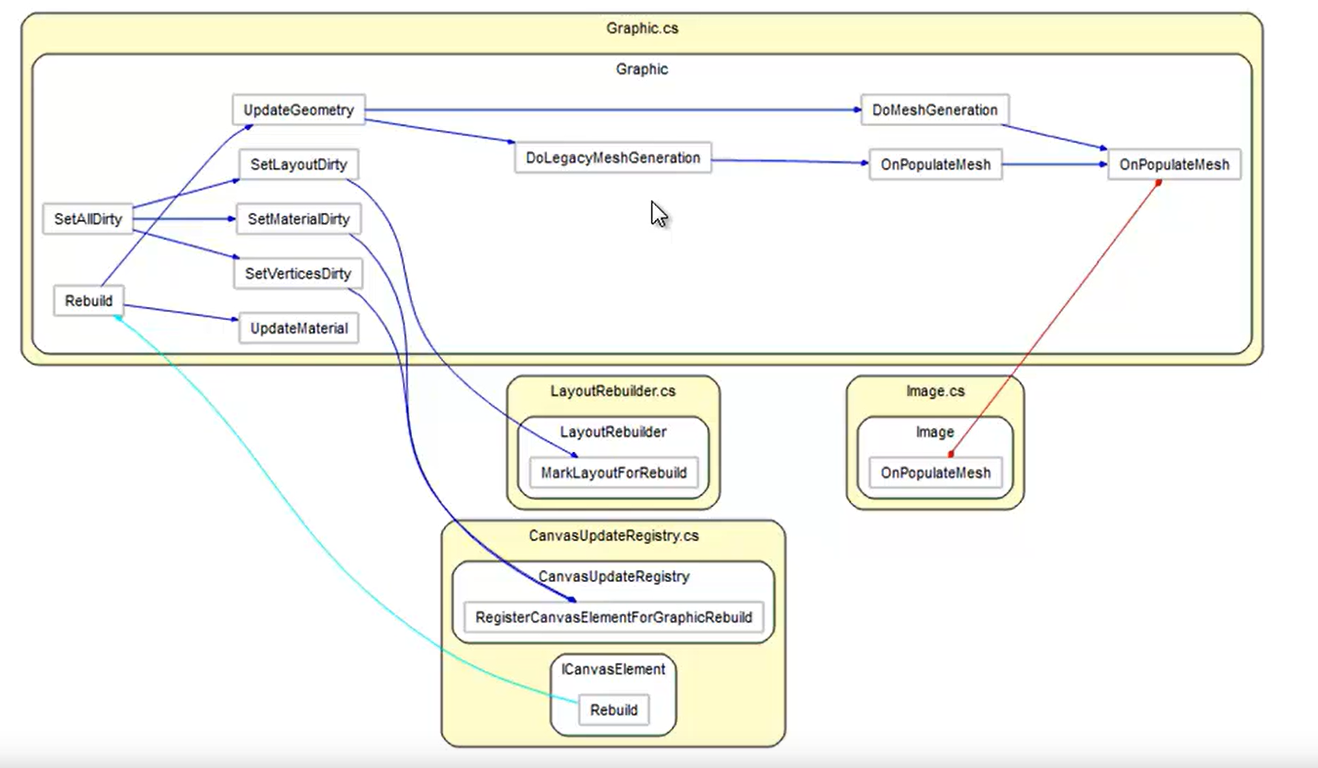 Graphic.cs
Graphic
UpdateGeometry
DoMeshGeneration
DoLegacyMeshGeneration
SetLayoutDirty
OnPopulateMesh
OnPopulateMesh
SetAllDirty
SetMaterialDirty
SetVerticesDirty
Rebuild
UpdateMaterial
LayoutRebuilder.cs
LayoutRebuilder
MarkLayoutForRebuild
Image.cs
Image
OnPopulateMesh
CanvasUpdateRegistry.cs
CanvasUpdateRegistry
RegisterCanvasElementForGraphicRebuild
ICanvasElement
Rebuild